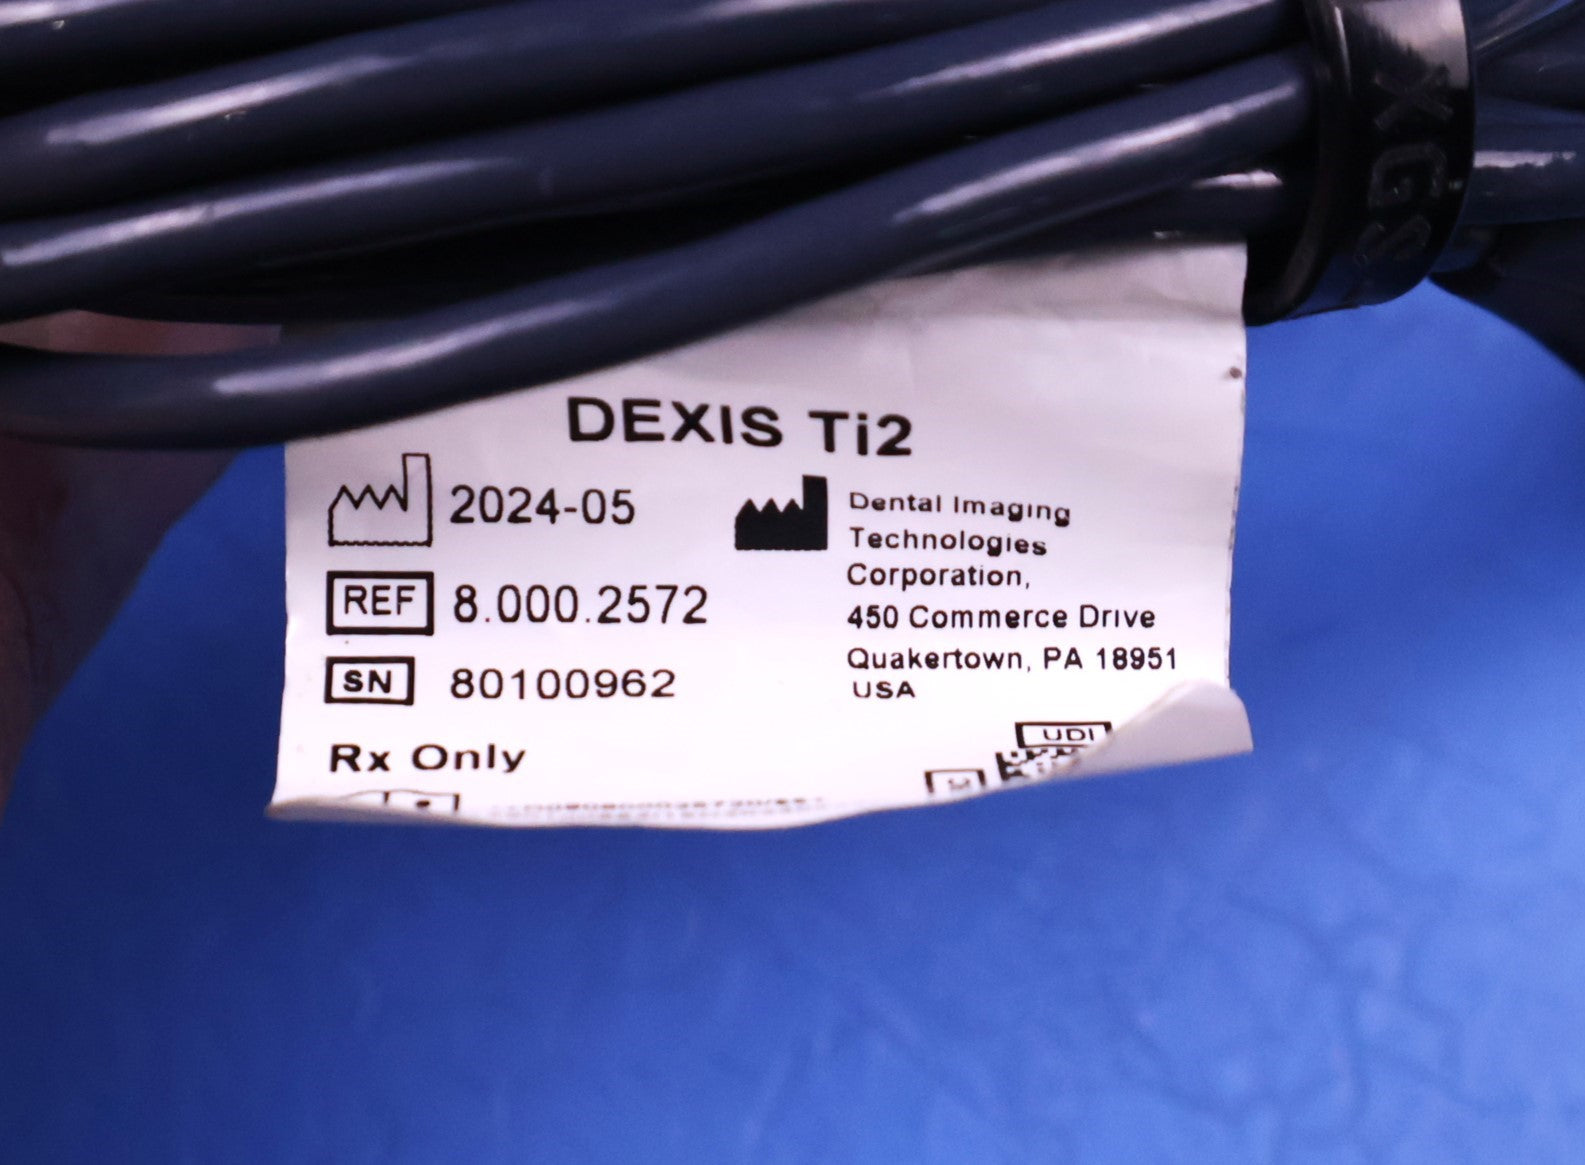 XGS
DEXIS Ti2
2024-05
REF 8.000.2572
SN 80100962
Rx Only
Dental Imaging
Technologies
Corporation,
450 Commerce Drive
Quakertown, PA 18951
USA
UDI